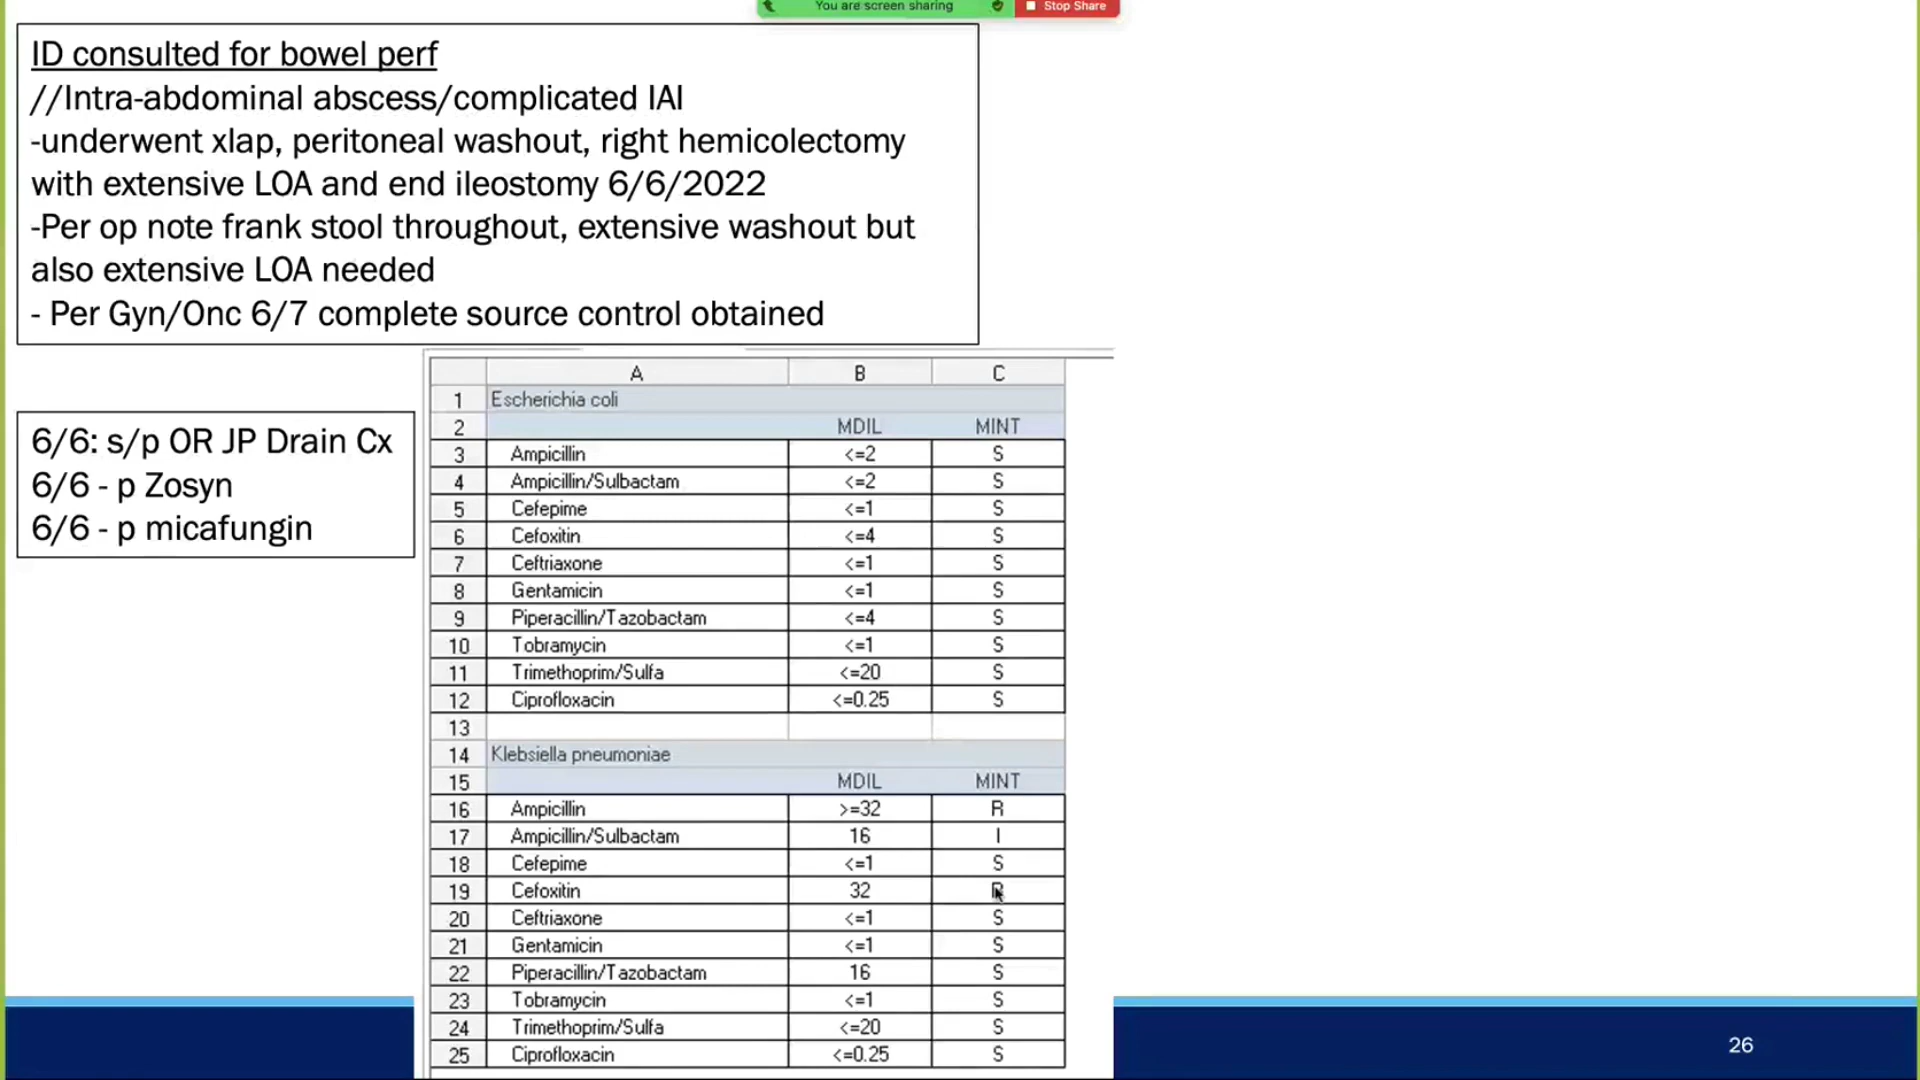 You are screen sharing Stop Share
ID consulted for bowel perf
//Intra-abdominal abscess/complicated IAI
-underwent xlap, peritoneal washout, right hemicolectomy
with extensive LOA and end ileostomy 6/6/2022
-Per op note frank stool throughout, extensive washout but
also extensive LOA needed
- Per Gyn/Onc 6/7 complete source control obtained
6/6: s/p OR JP Drain Cx
6/6 - p Zosyn
6/6 - p micafungin
A B C
1 Escherichia coli
2 MDIL MINT
3 Ampicillin <=2 S
4 Ampicillin/Sulbactam <=2 S
5 Cefepime <=1 S
6 Cefoxitin <=4 S
7 Ceftriaxone <=1 S
8 Gentamicin <=1 S
9 Piperacillin/Tazobactam <=4 S
10 Tobramycin <=1 S
11 Trimethoprim/Sulfa <=20 S
12 Ciprofloxacin <=0.25 S
13
14 Klebsiella pneumoniae
15 MDIL MINT
16 Ampicillin >=32 R
17 Ampicillin/Sulbactam 16 I
18 Cefepime <=1 S
19 Cefoxitin 32 R
20 Ceftriaxone <=1 S
21 Gentamicin <=1 S
22 Piperacillin/Tazobactam 16 S
23 Tobramycin <=1 S
24 Trimethoprim/Sulfa <=20 S
25 Ciprofloxacin <=0.25 S
26